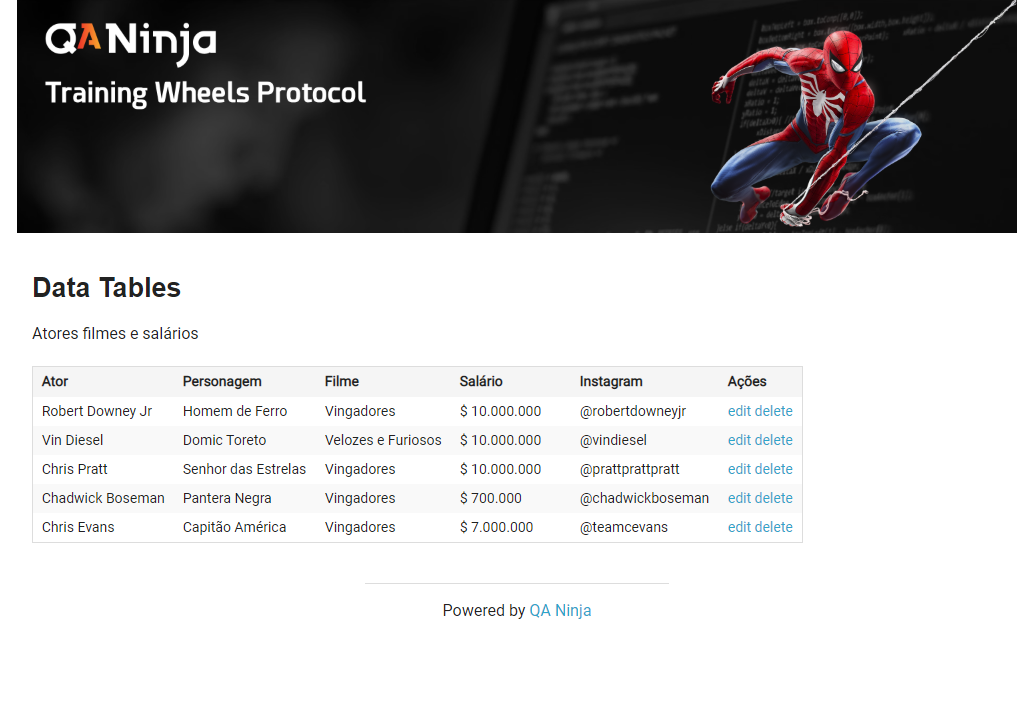 QA Ninja
Training Wheels Protocol
Data Tables
Atores filmes e salários
Ator Personagem Filme Salário Instagram Ações
Robert Downey Jr Homem de Ferro Vingadores $ 10.000.000 @robertdowneyjr edit delete
Vin Diesel Domic Toreto Velozes e Furiosos $ 10.000.000 @vindiesel edit delete
Chris Pratt Senhor das Estrelas Vingadores $ 10.000.000 @prattprattpratt edit delete
Chadwick Boseman Pantera Negra Vingadores $ 700.000 @chadwickboseman edit delete
Chris Evans Capitão América Vingadores $ 7.000.000 @teamcevans edit delete
Powered by QA Ninja